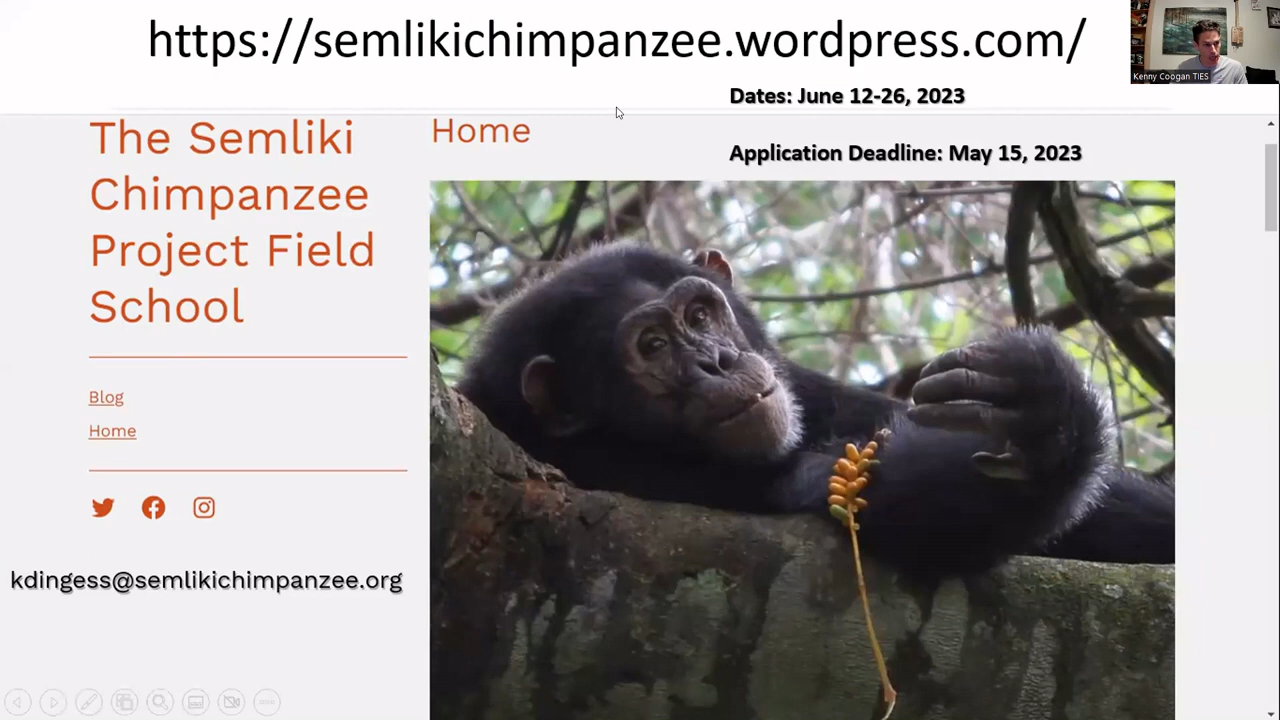 https://semlikichimpanzee.wordpress.com/
Kenny Coogan TIES
Dates: June 12-26, 2023
Application Deadline: May 15, 2023
The Semliki
Chimpanzee
Project Field
School
Home
Blog
Home
kdingess@semlikichimpanzee.org